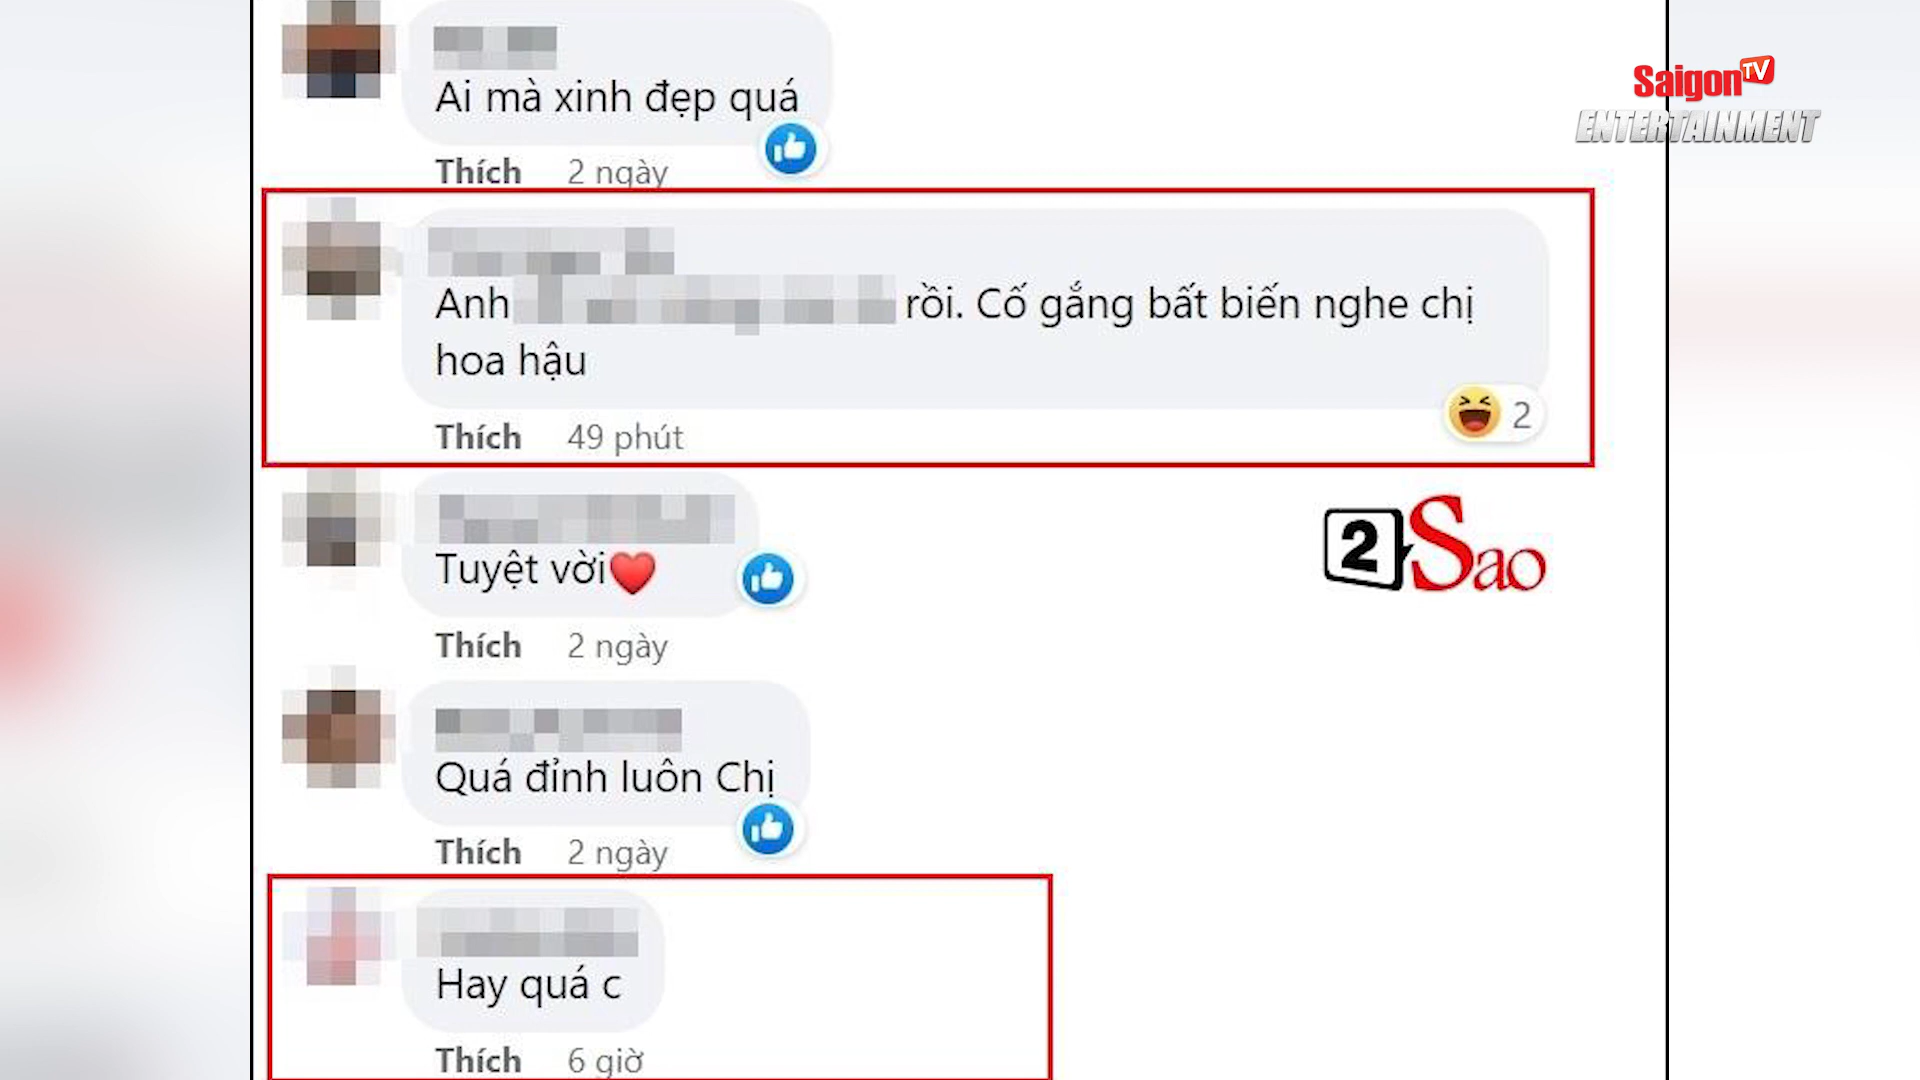 Saigon TV
ENTERTAINMENT
Ai mà xinh đẹp quá
Thích 2 ngày
Anh rồi. Cố gắng bất biến nghe chị
hoa hậu
2
Thích 49 phút
Tuyệt vời❤️
Thích 2 ngày
2 Sao
Quá đỉnh luôn Chị
Thích 2 ngày
Hay quá c
Thích 6 giờ